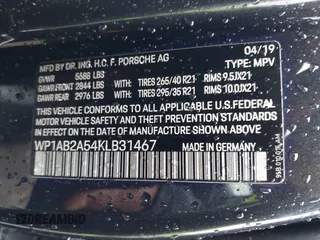 MFD BY DR. ING. H.C. F. PORSCHE AG 04/19
GVWR 5688 LBS TYPE: MPV
GAWR FRONT 2844 LBS WITH TIRES 265/40 R21 RIMS 9.5JX21
GAWR REAR 2976 LBS WITH TIRES 295/35 R21 RIMS 10.0JX21
THIS VEHICLE CONFORMS TO ALL APPLICABLE U.S. FEDERAL
MOTOR VEHICLE SAFETY STANDARDS IN EFFECT ON THE
DATE OF MANUFACTURE SHOWN ABOVE.
WP1AB2A54KLB31467 MADE IN GERMANY